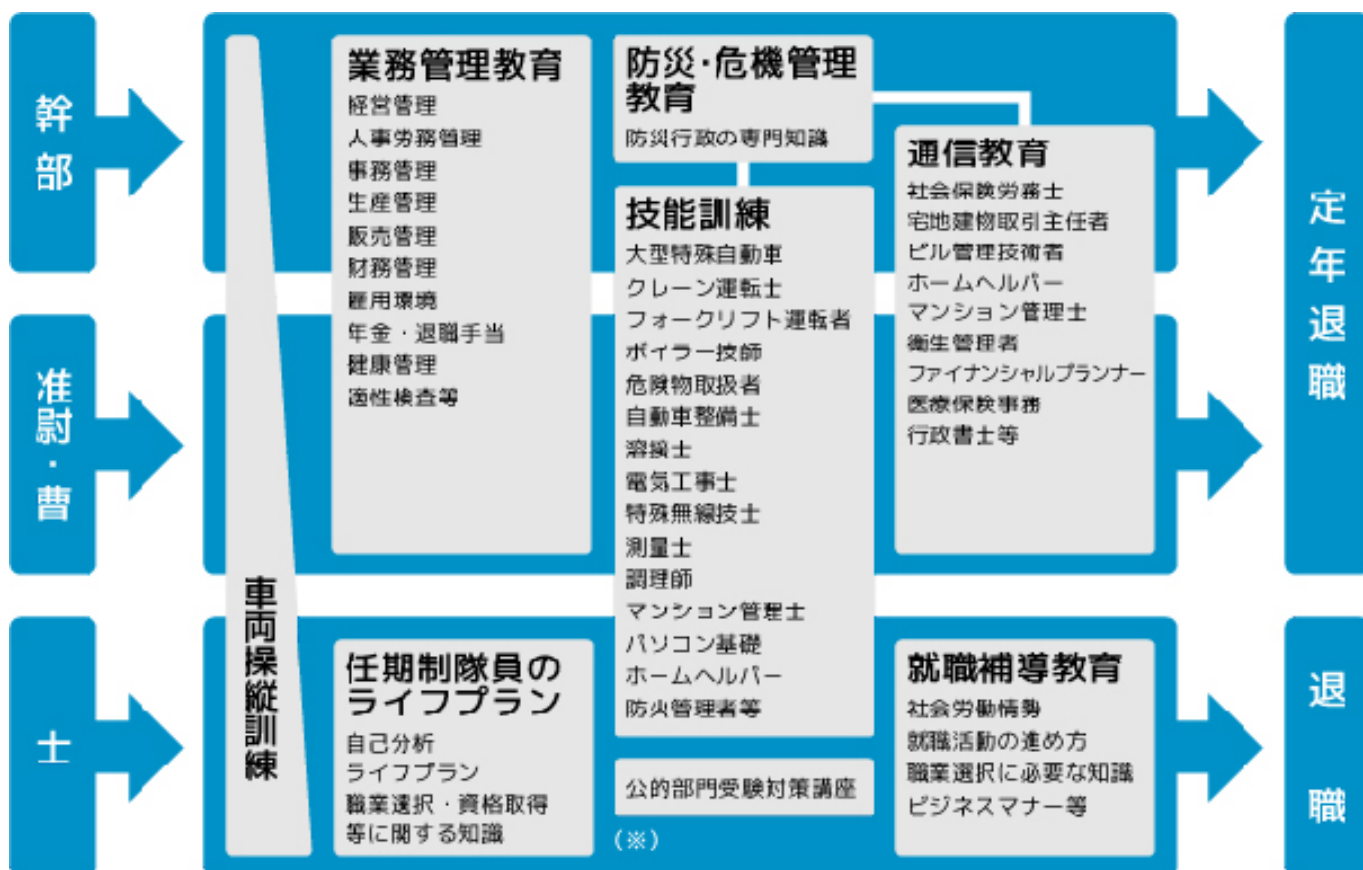 幹部
准尉・曹
士
車両操縦訓練
業務管理教育
経営管理
人事労務管理
事務管理
生産管理
販売管理
財務管理
雇用環境
年金・退職手当
健康管理
適性検査等
防災・危機管理
教育
防災行政の専門知識
技能訓練
大型特殊自動車
クレーン運転士
フォークリフト運転者
ボイラー技師
危険物取扱者
自動車整備士
溶接士
電気工事士
特殊無線技士
測量士
調理師
マンション管理士
パソコン基礎
ホームヘルパー
防火管理者等
通信教育
社会保険労務士
宅地建物取引主任者
ビル管理技術者
ホームヘルパー
マンション管理士
衛生管理者
ファイナンシャルプランナー
医療保険事務
行政書士等
任期制隊員の
ライフプラン
自己分析
ライフプラン
職業選択・資格取得
等に関する知識
公的部門受験対策講座
(※)
就職補導教育
社会労働情勢
就職活動の進め方
職業選択に必要な知識
ビジネスマナー等
定年退職
退職